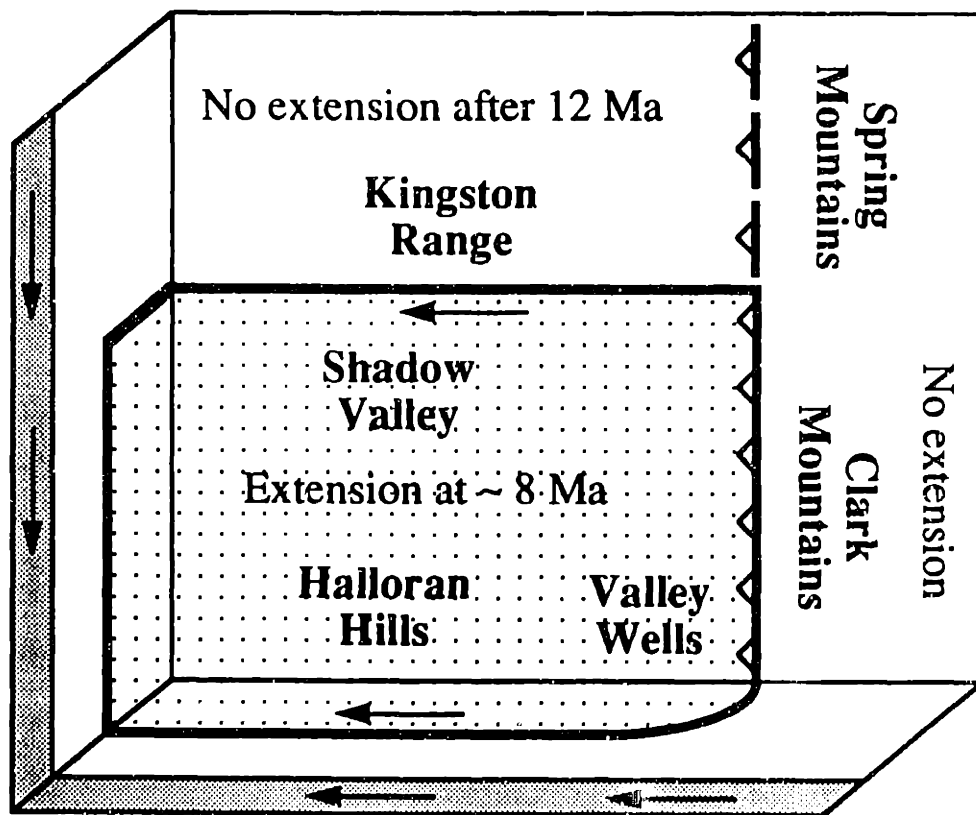 No extension after 12 Ma
Kingston
Range
Spring
Mountains
Shadow
Valley
Extension at ~ 8 Ma
Halloran
Hills
Valley
Wells
Clark
Mountains
No extension